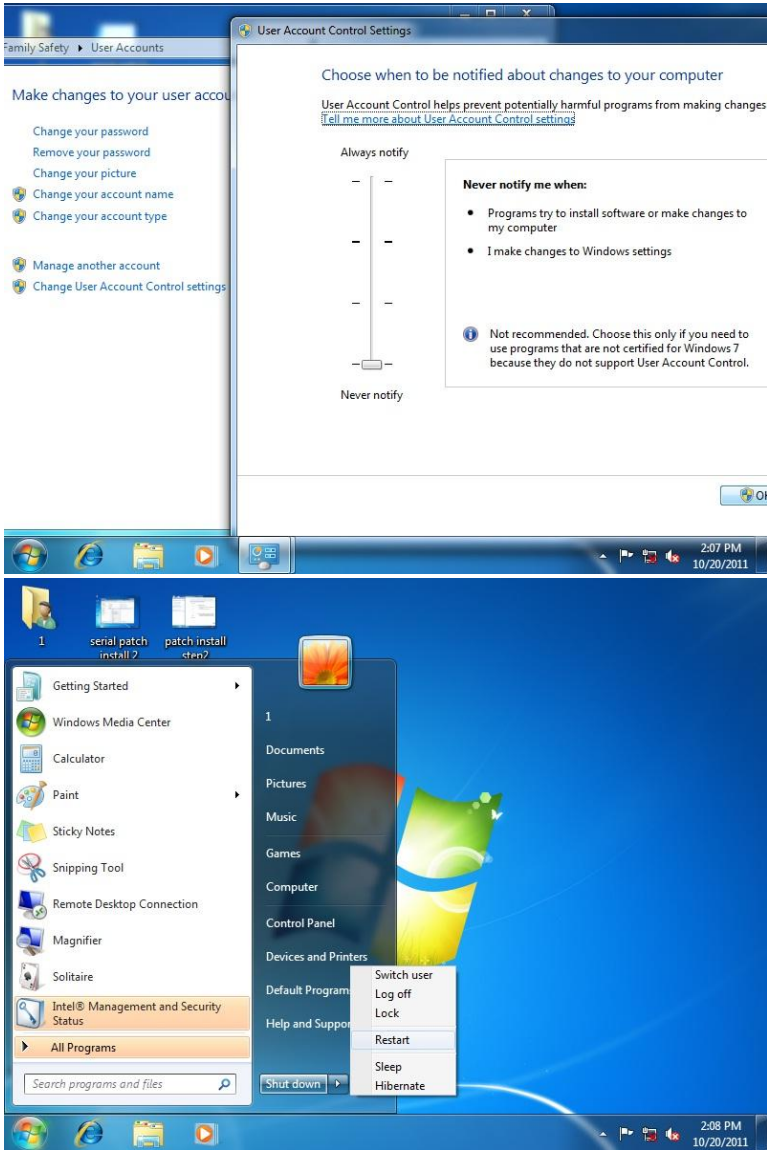 Family Safety ▸ User Accounts
Make changes to your user accou
Change your password
Remove your password
Change your picture
Change your account name
Change your account type
Manage another account
Change User Account Control settings
User Account Control Settings
Choose when to be notified about changes to your computer
User Account Control helps prevent potentially harmful programs from making changes
Tell me more about User Account Control settings
Always notify
Never notify me when:
• Programs try to install software or make changes to
my computer
• I make changes to Windows settings
Not recommended. Choose this only if you need to
use programs that are not certified for Windows 7
because they do not support User Account Control.
Never notify
OK
2:07 PM
10/20/2011
1
serial patch
install 2
patch install
step2
Getting Started
Windows Media Center
Calculator
Paint
Sticky Notes
Snipping Tool
Remote Desktop Connection
Magnifier
Solitaire
Intel® Management and Security
Status
All Programs
Search programs and files
1
Documents
Pictures
Music
Games
Computer
Control Panel
Devices and Printers
Default Program
Help and Suppor
Shut down
Switch user
Log off
Lock
Restart
Sleep
Hibernate
2:08 PM
10/20/2011